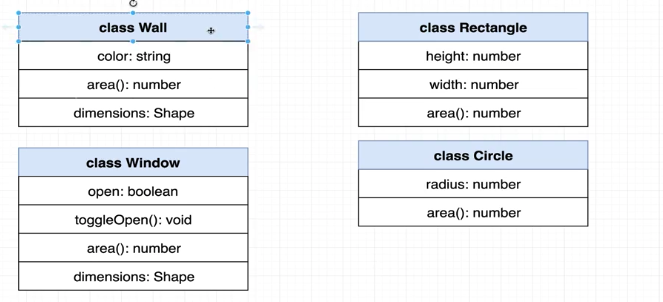 class Wall
color: string
area(): number
dimensions: Shape
class Window
open: boolean
toggleOpen(): void
area(): number
dimensions: Shape
class Rectangle
height: number
width: number
area(): number
class Circle
radius: number
area(): number